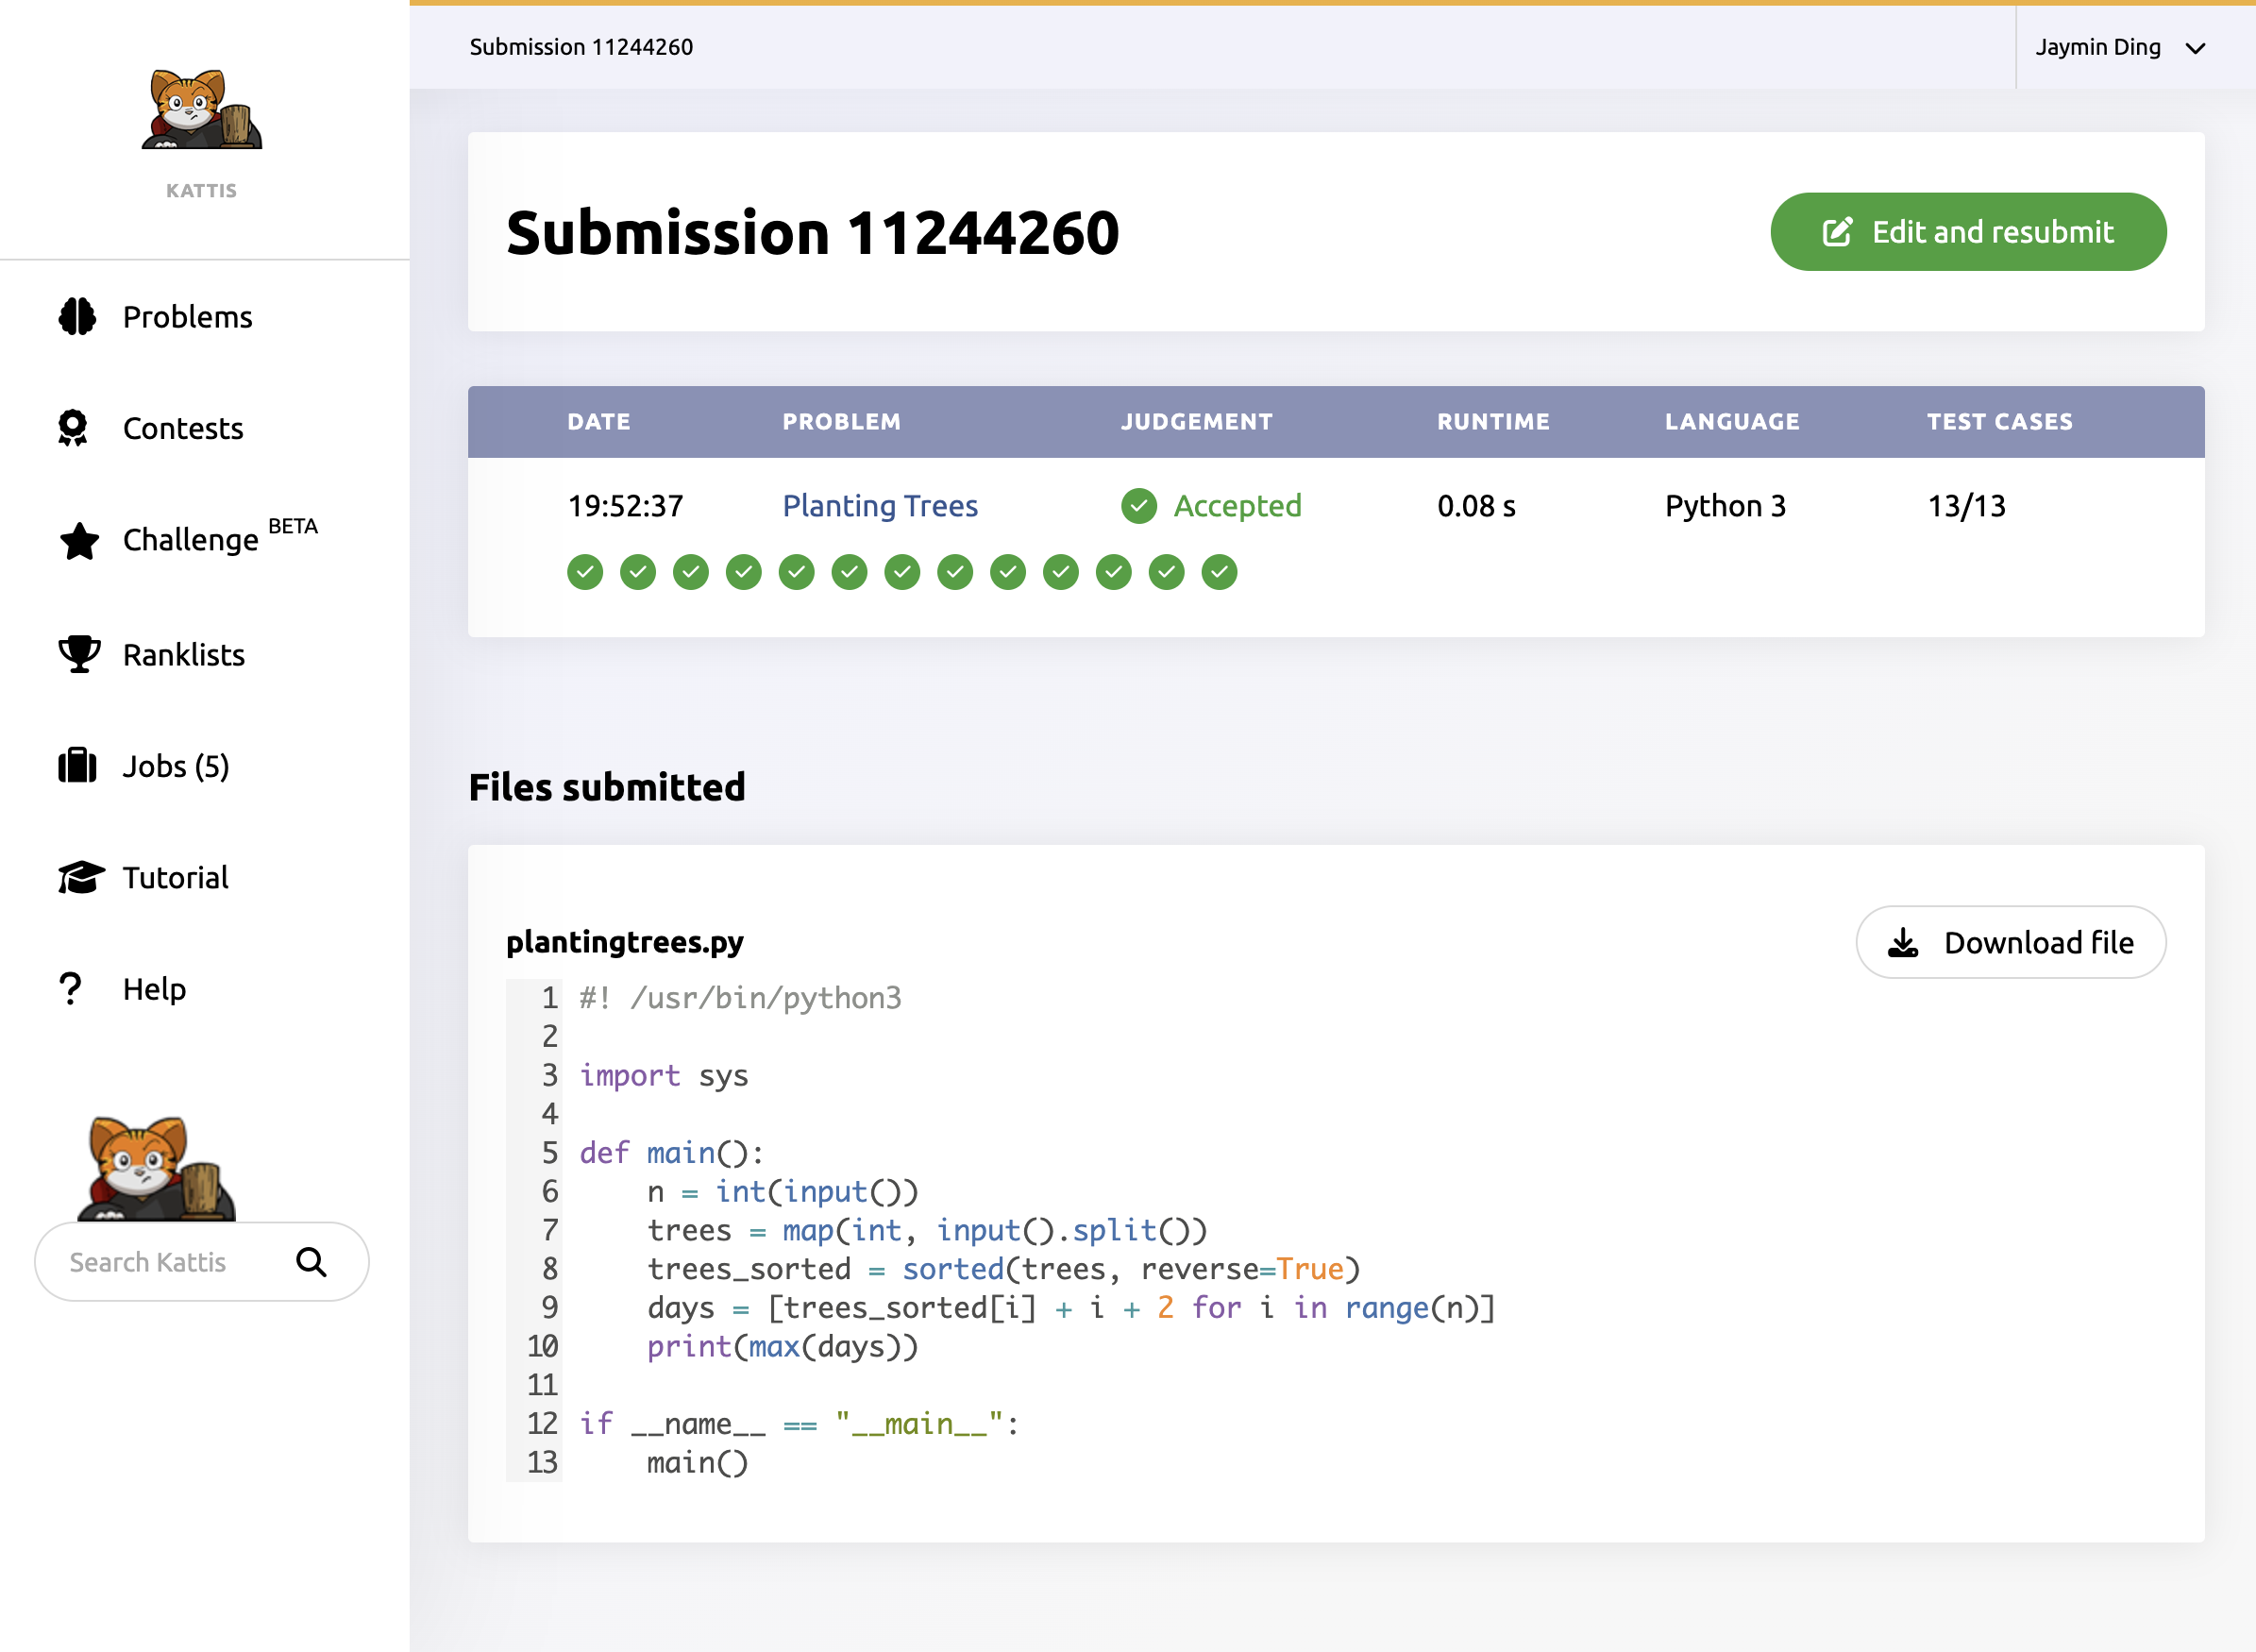 KATTIS
Problems
Contests
Challenge BETA
Ranklists
Jobs (5)
Tutorial
Help
Search Kattis
Submission 11244260
Jaymin Ding
Submission 11244260
Edit and resubmit
DATE PROBLEM JUDGEMENT RUNTIME LANGUAGE TEST CASES
19:52:37 Planting Trees Accepted 0.08 s Python 3 13/13
Files submitted
plantingtrees.py
Download file
1 #! /usr/bin/python3
2
3 import sys
4
5 def main():
6     n = int(input())
7     trees = map(int, input().split())
8     trees_sorted = sorted(trees, reverse=True)
9     days = [trees_sorted[i] + i + 2 for i in range(n)]
10     print(max(days))
11
12 if __name__ == "__main__":
13     main()